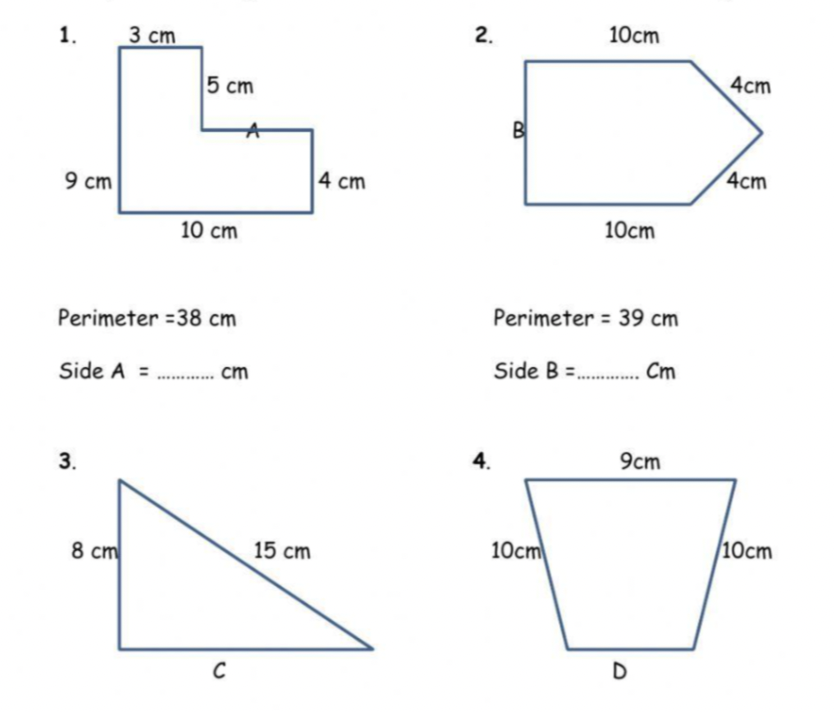 1.
3 cm
5 cm
A
9 cm
4 cm
10 cm
Perimeter =38 cm
Side A = ........... cm
2.
10cm
4cm
B
4cm
10cm
Perimeter = 39 cm
Side B =............. Cm
3.
8 cm
15 cm
C
4.
9cm
10cm
10cm
D